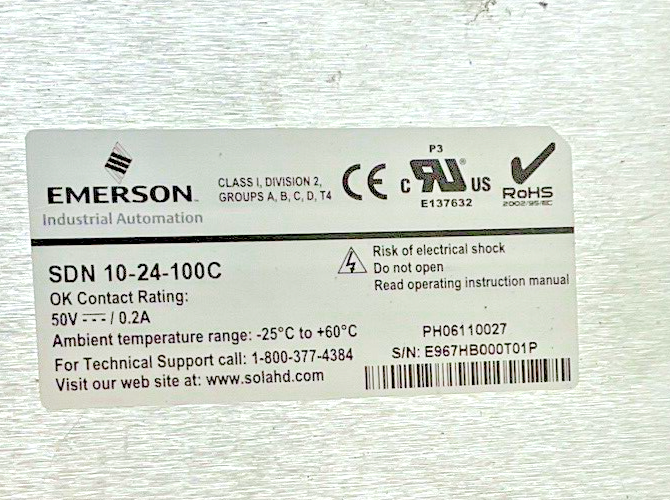 EMERSON
Industrial Automation
CLASS I, DIVISION 2,
GROUPS A, B, C, D, T4
CE
P3
c RU US
E137632
RoHS
2002/95/EC
SDN 10-24-100C
OK Contact Rating:
50V ⎓ / 0.2A
Ambient temperature range: -25°C to +60°C
For Technical Support call: 1-800-377-4384
Visit our web site at: www.solahd.com
Risk of electrical shock
Do not open
Read operating instruction manual
PH06110027
S/N: E967HB000T01P